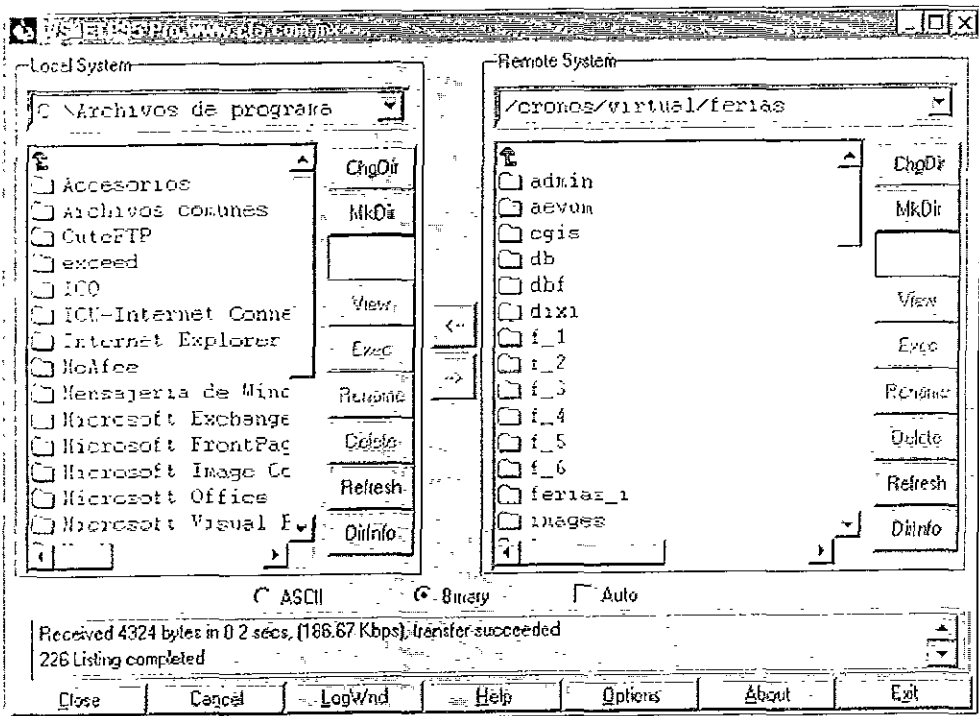 Local System
C \Archivos de programa
Accesorios
Archivos comunes
CuteFTP
exceed
ICQ
ICU-Internet Conne
Internet Explorer
McAfee
Mensajeria de Wind
Microsoft Exchange
Microsoft FrontPag
Microsoft Image Co
Microsoft Office
Microsoft Visual
ChgDir
MkDir
View
Exec
Rename
Delete
Refresh
DirInfo
<--
-->
Remote System
/cronos/virtual/ferias
admin
aevum
cgis
db
dbf
dixi
f_1
f_2
f_3
f_4
f_5
f_6
ferias_1
images
ChgDir
MkDir
View
Exec
Rename
Delete
Refresh
DirInfo
ASCII
Binary
Auto
Received 4324 bytes in 0.2 secs, (186.67 Kbps), transfer succeeded
226 Listing completed
Close
Cancel
LogWnd
Help
Options
About
Exit